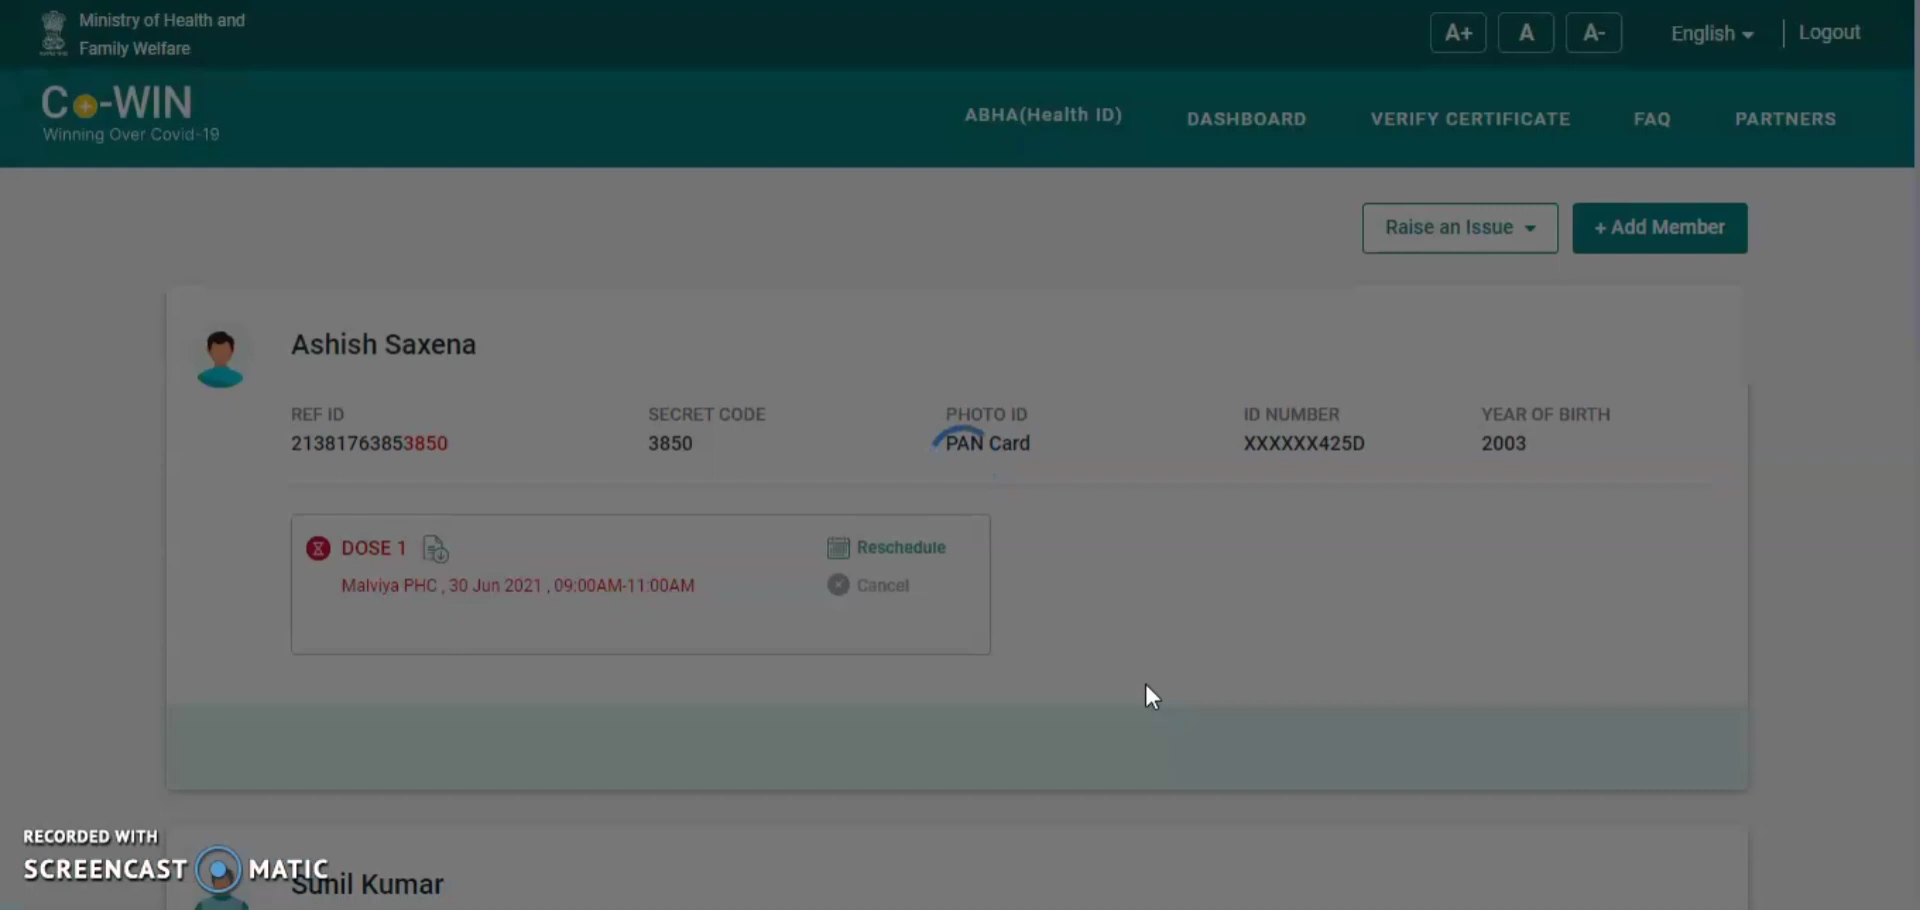 Ministry of Health and
Family Welfare
A+ A A- English Logout
Co-WIN
Winning Over Covid-19
ABHA(Health ID) DASHBOARD VERIFY CERTIFICATE FAQ PARTNERS
Raise an Issue + Add Member
Ashish Saxena
REF ID SECRET CODE PHOTO ID ID NUMBER YEAR OF BIRTH
21381763853850 3850 PAN Card XXXXXX425D 2003
DOSE 1 Reschedule
Malviya PHC , 30 Jun 2021 , 09:00AM-11:00AM Cancel
RECORDED WITH
SCREENCAST MATIC
Sunil Kumar